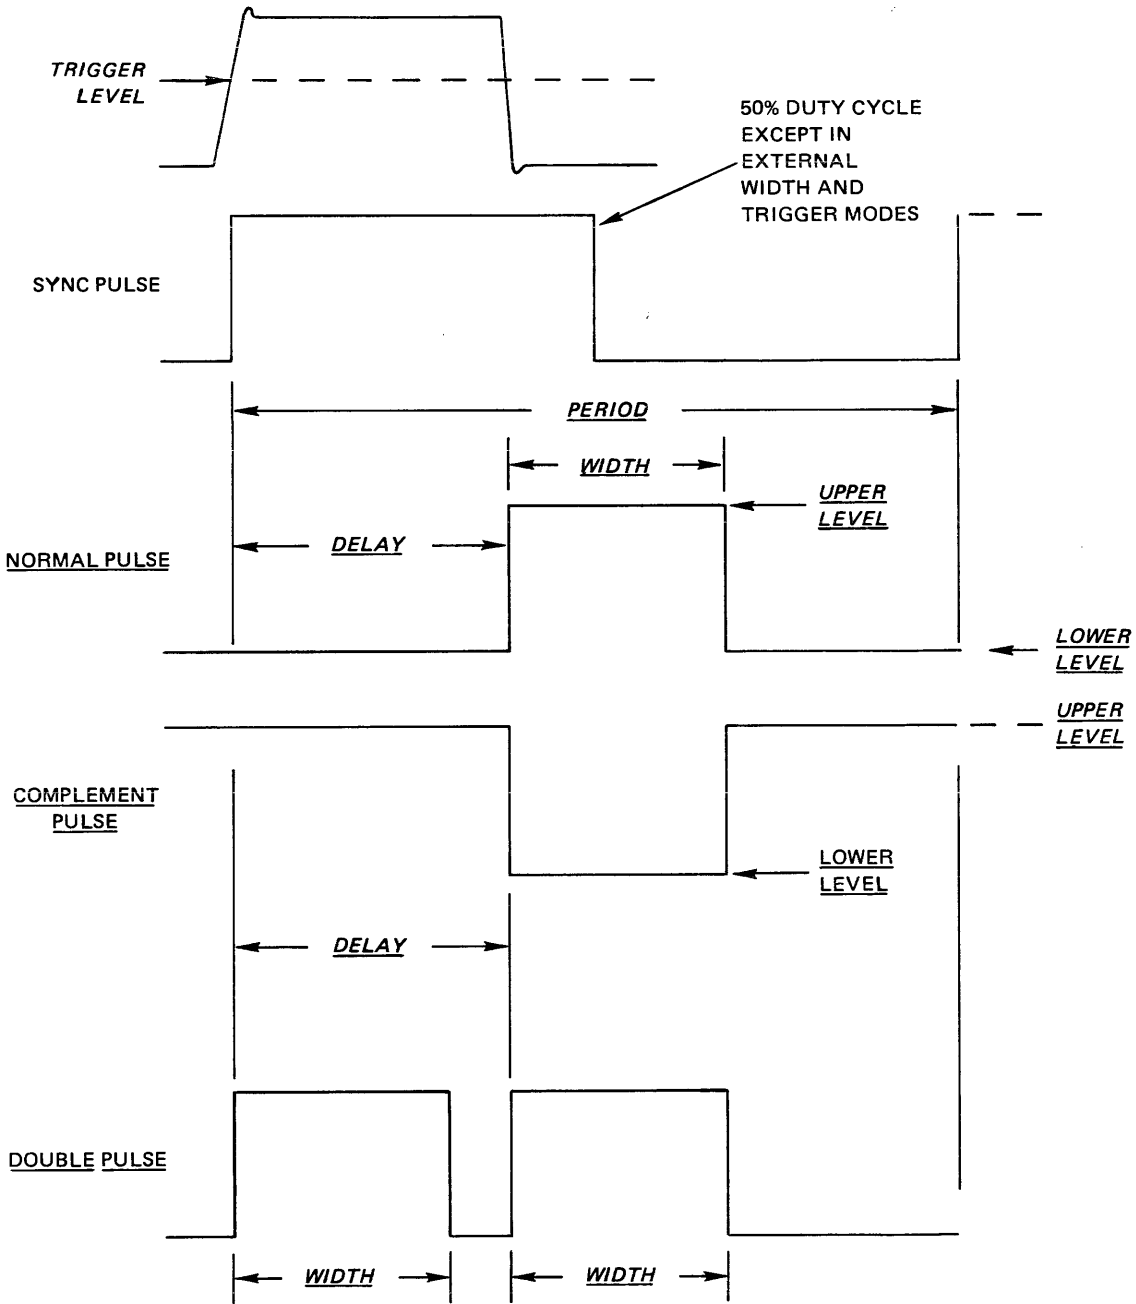 TRIGGER
LEVEL
50% DUTY CYCLE
EXCEPT IN
EXTERNAL
WIDTH AND
TRIGGER MODES
SYNC PULSE
PERIOD
WIDTH
UPPER
LEVEL
DELAY
NORMAL PULSE
LOWER
LEVEL
UPPER
LEVEL
COMPLEMENT
PULSE
LOWER
LEVEL
DELAY
DOUBLE PULSE
WIDTH
WIDTH